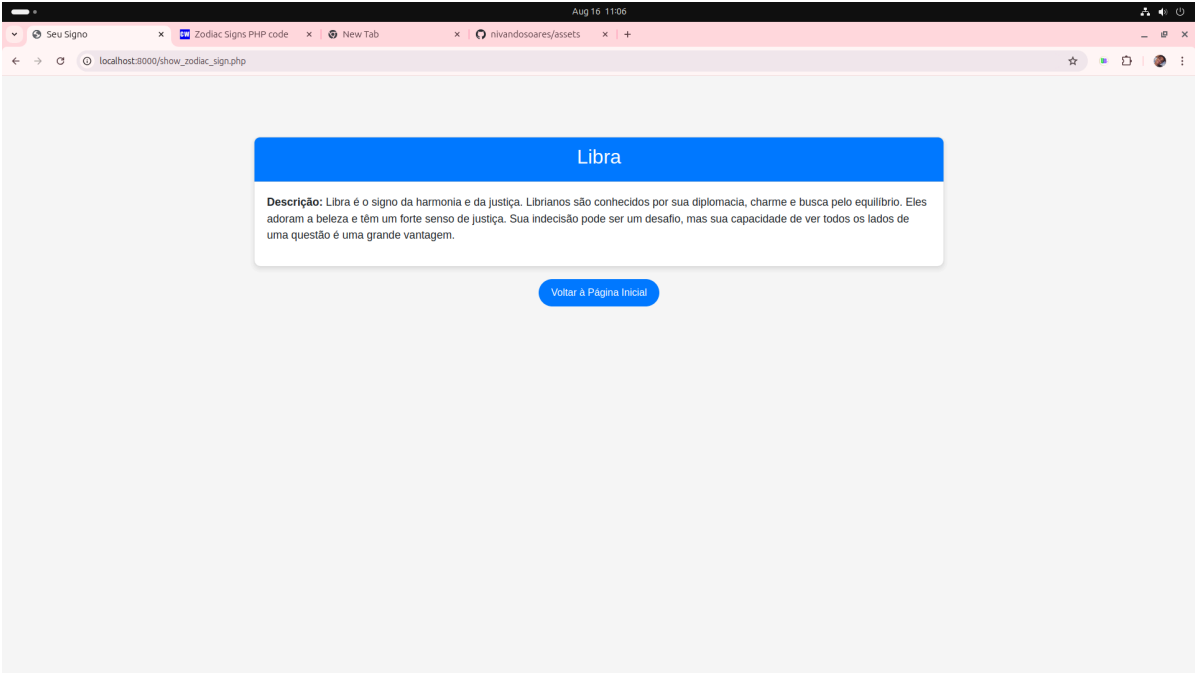 Aug 16 11:06
Seu Signo
CW Zodiac Signs PHP code
New Tab
nivandosoares/assets
localhost:8000/show_zodiac_sign.php
Libra
Descrição: Libra é o signo da harmonia e da justiça. Librianos são conhecidos por sua diplomacia, charme e busca pelo equilíbrio. Eles
adoram a beleza e têm um forte senso de justiça. Sua indecisão pode ser um desafio, mas sua capacidade de ver todos os lados de
uma questão é uma grande vantagem.
Voltar à Página Inicial